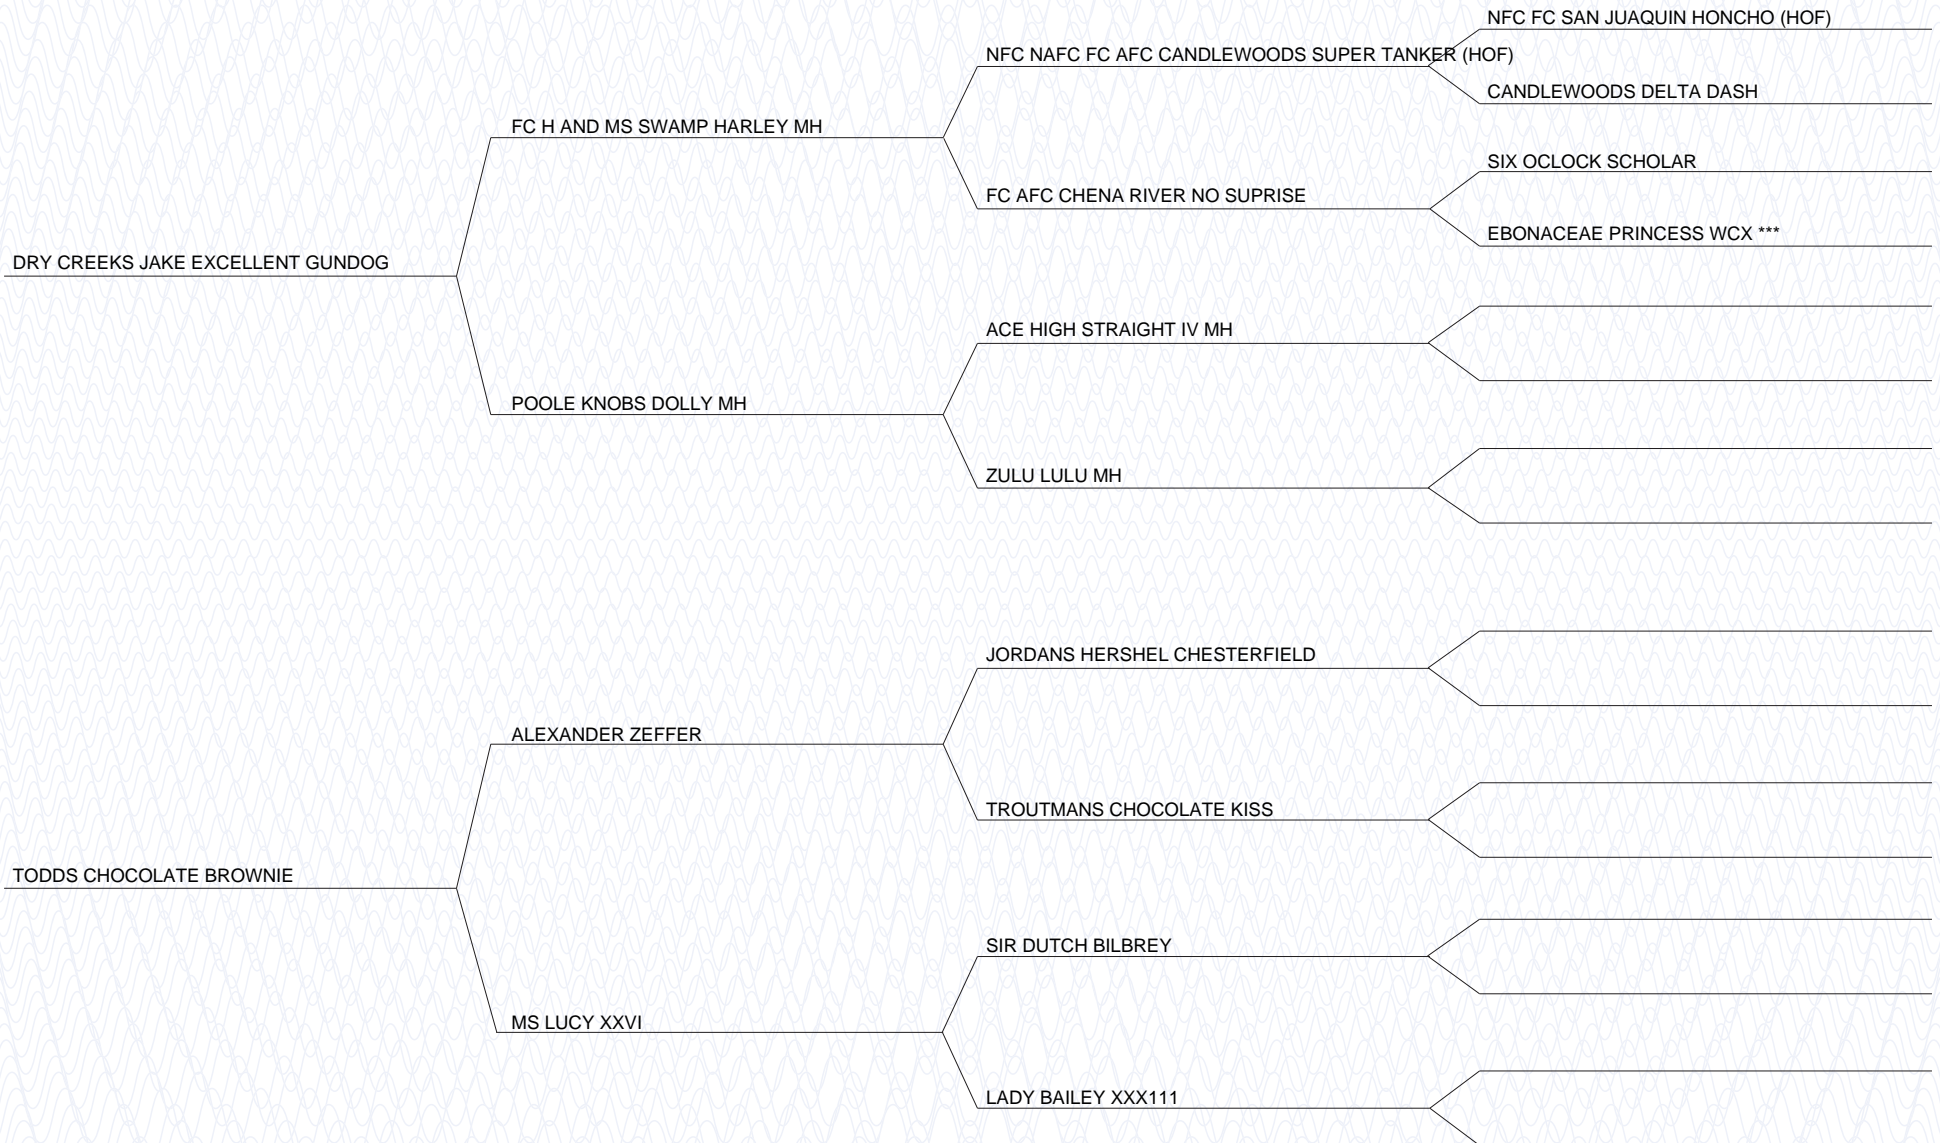 NFC FC SAN JUAQUIN HONCHO (HOF)
NFC NAFC FC AFC CANDLEWOODS SUPER TANKER (HOF)
CANDLEWOODS DELTA DASH
FC H AND MS SWAMP HARLEY MH
SIX OCLOCK SCHOLAR
FC AFC CHENA RIVER NO SUPRISE
EBONACEAE PRINCESS WCX ***
DRY CREEKS JAKE EXCELLENT GUNDOG
ACE HIGH STRAIGHT IV MH
POOLE KNOBS DOLLY MH
ZULU LULU MH
JORDANS HERSHEL CHESTERFIELD
ALEXANDER ZEFFER
TROUTMANS CHOCOLATE KISS
TODDS CHOCOLATE BROWNIE
SIR DUTCH BILBREY
MS LUCY XXVI
LADY BAILEY XXX111